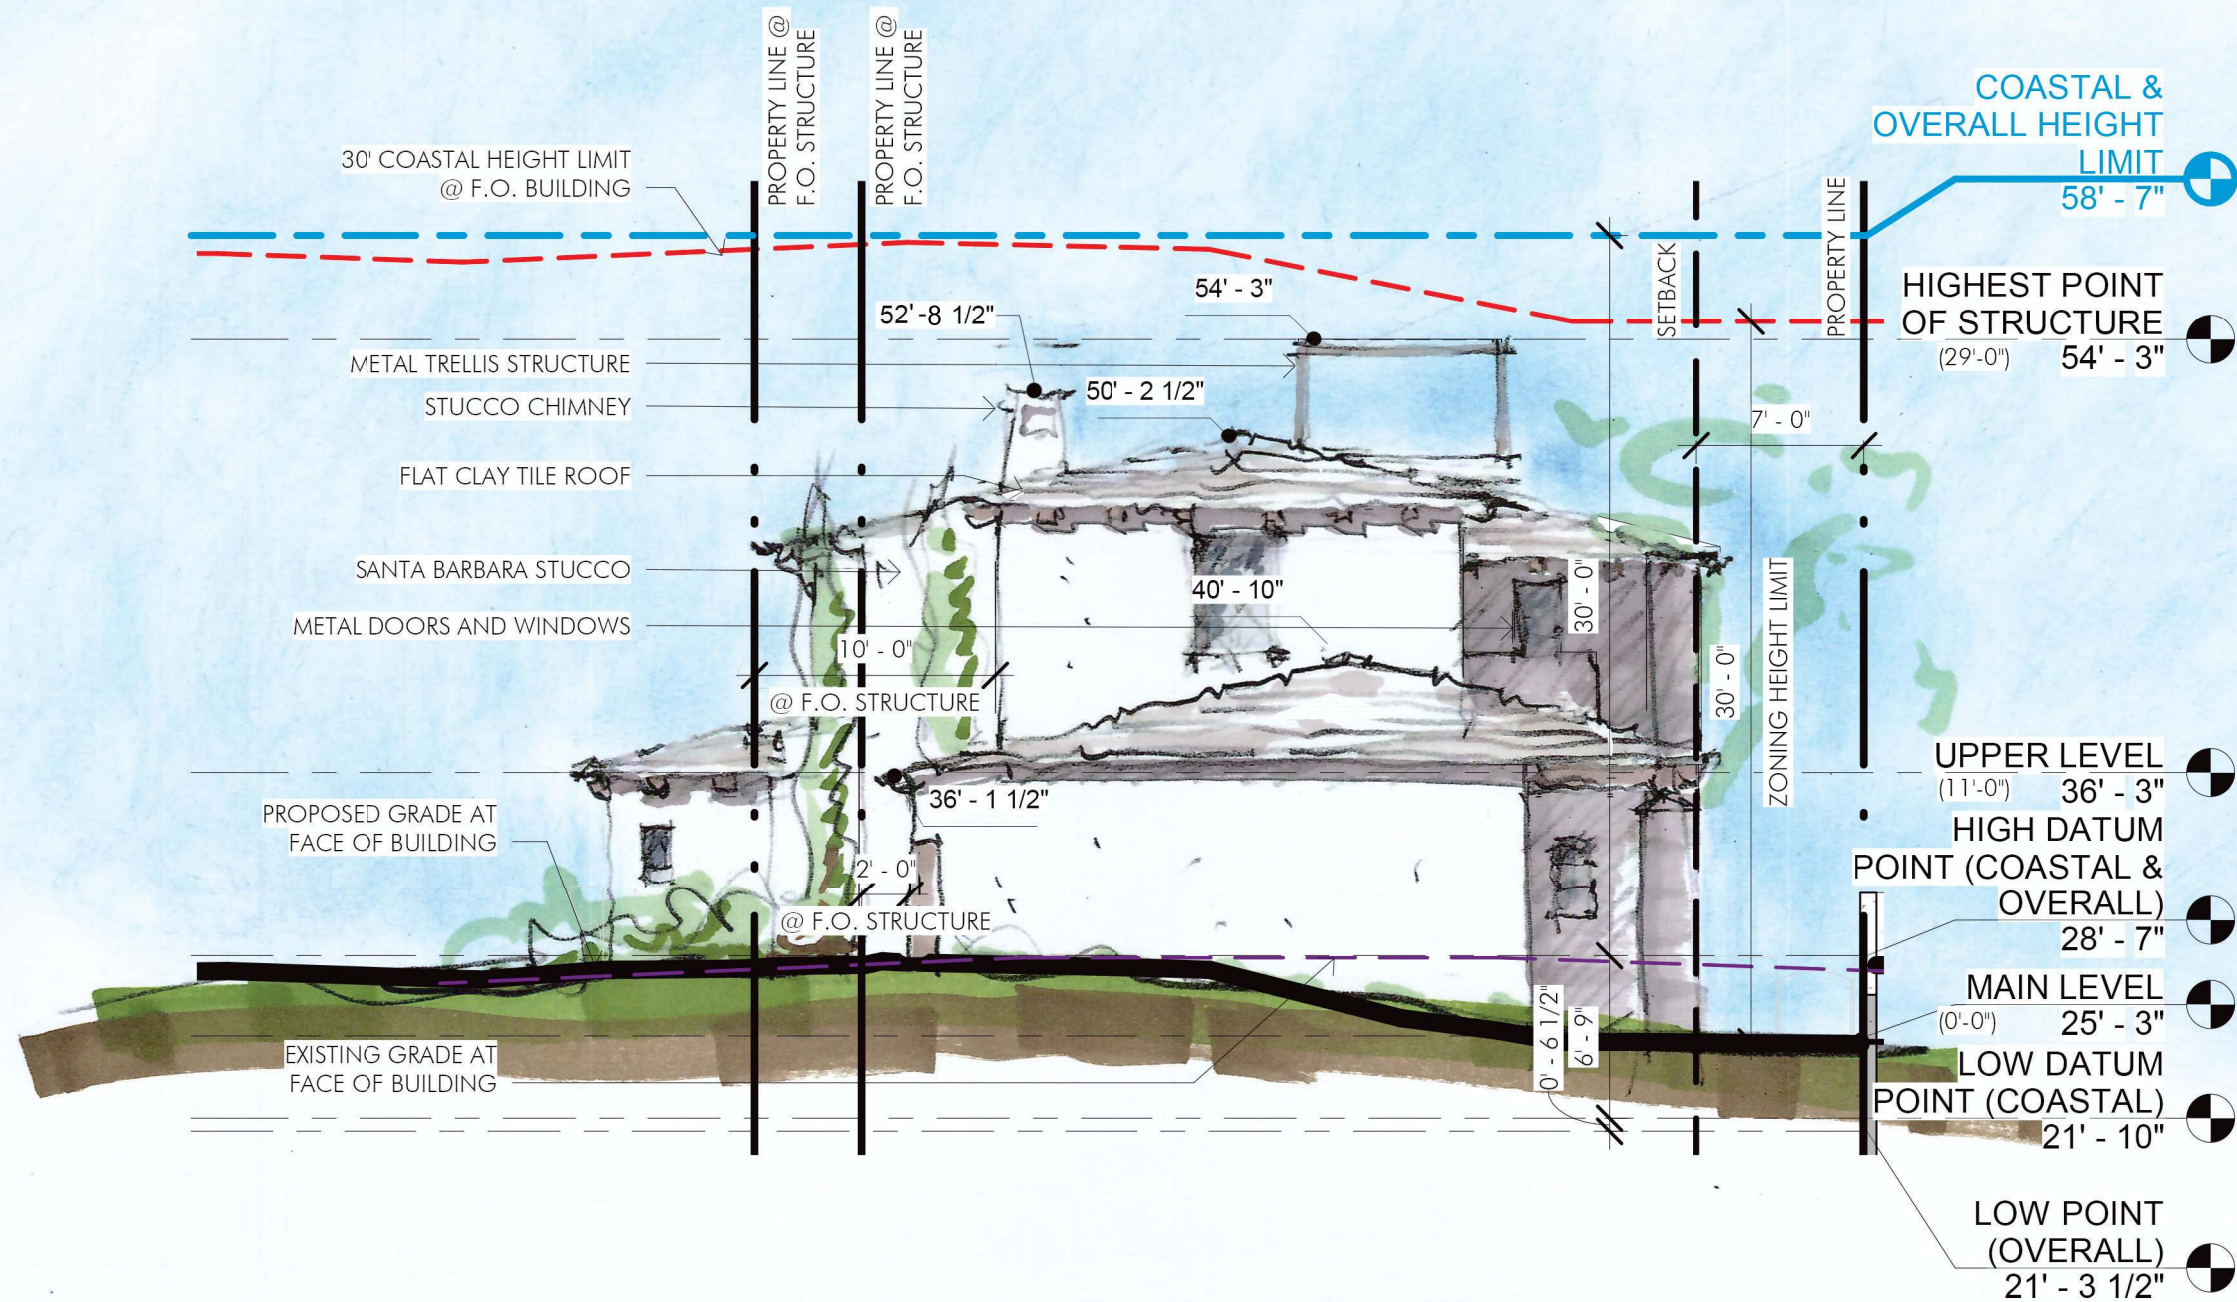 PROPERTY LINE @
F.O. STRUCTURE
PROPERTY LINE @
F.O. STRUCTURE
30' COASTAL HEIGHT LIMIT
@ F.O. BUILDING
COASTAL &
OVERALL HEIGHT
LIMIT
58' - 7"
SETBACK
PROPERTY LINE
HIGHEST POINT
OF STRUCTURE
(29'-0") 54' - 3"
54' - 3"
52'-8 1/2"
50' - 2 1/2"
METAL TRELLIS STRUCTURE
STUCCO CHIMNEY
FLAT CLAY TILE ROOF
SANTA BARBARA STUCCO
METAL DOORS AND WINDOWS
7' - 0"
40' - 10"
30' - 0"
30' - 0"
ZONING HEIGHT LIMIT
10' - 0"
@ F.O. STRUCTURE
36' - 1 1/2"
2' - 0"
@ F.O. STRUCTURE
PROPOSED GRADE AT
FACE OF BUILDING
EXISTING GRADE AT
FACE OF BUILDING
0' - 6 1/2"
6' - 9"
UPPER LEVEL
(11'-0") 36' - 3"
HIGH DATUM
POINT (COASTAL &
OVERALL)
28' - 7"
MAIN LEVEL
(0'-0") 25' - 3"
LOW DATUM
POINT (COASTAL)
21' - 10"
LOW POINT
(OVERALL)
21' - 3 1/2"